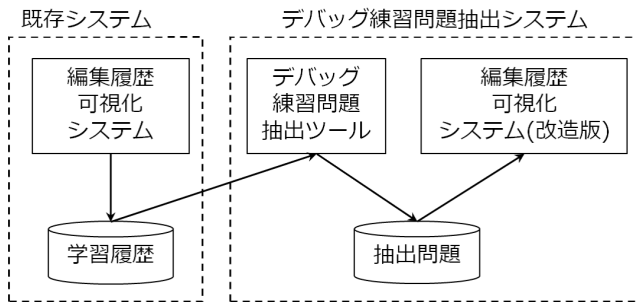 既存システム
デバッグ練習問題抽出システム
編集履歴
可視化
システム
デバッグ
練習問題
抽出ツール
編集履歴
可視化
システム(改造版)
学習履歴
抽出問題